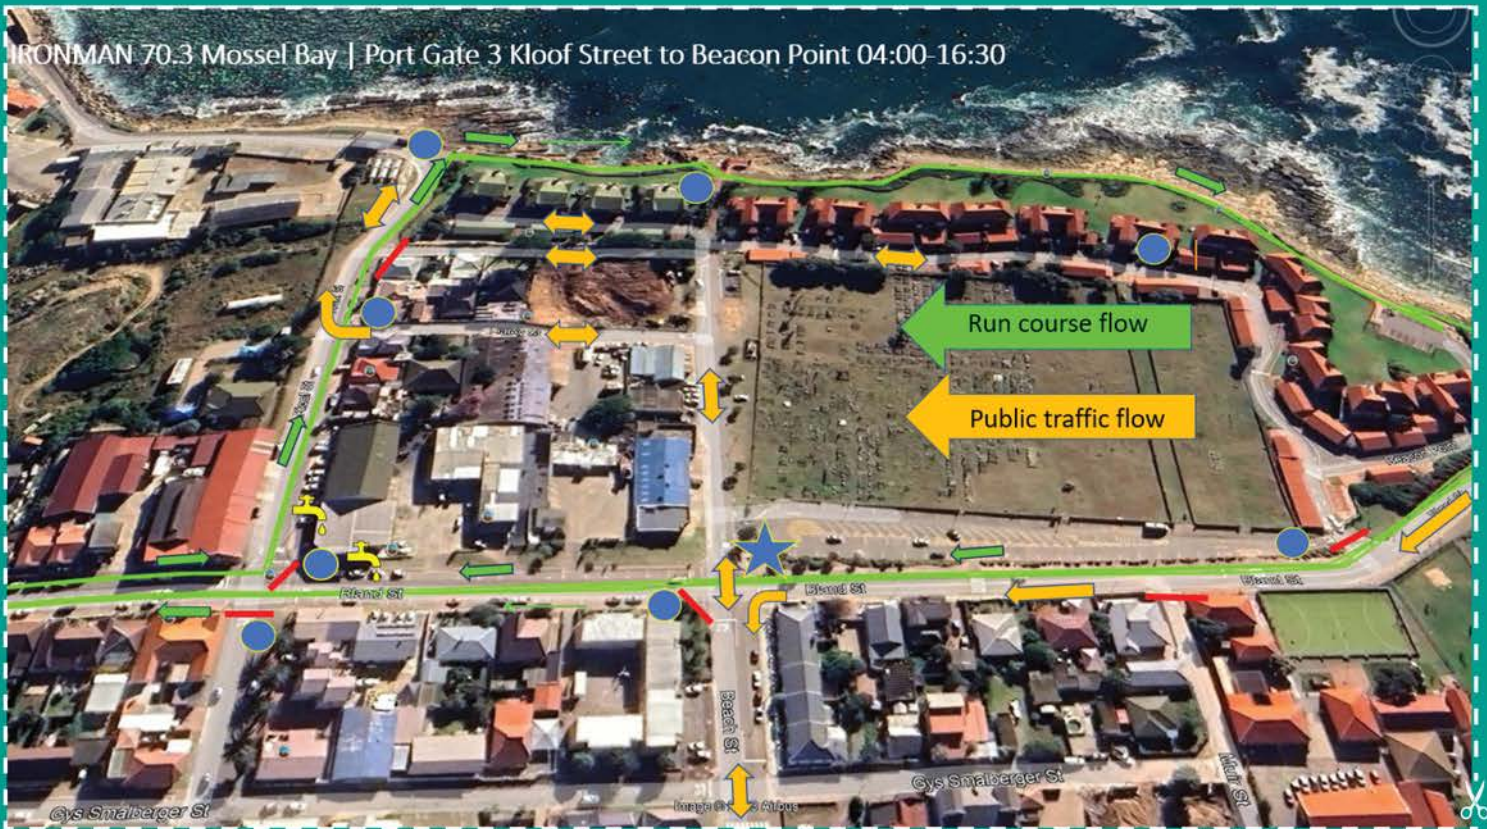 IRONMAN 70.3 Mossel Bay | Port Gate 3 Kloof Street to Beacon Point 04:00-16:30
Run course flow
Public traffic flow
Bland St
Bland St
Bland St
Beach St
Gys Smalberger St
Muir St
Gys Smalberger St
Airbus